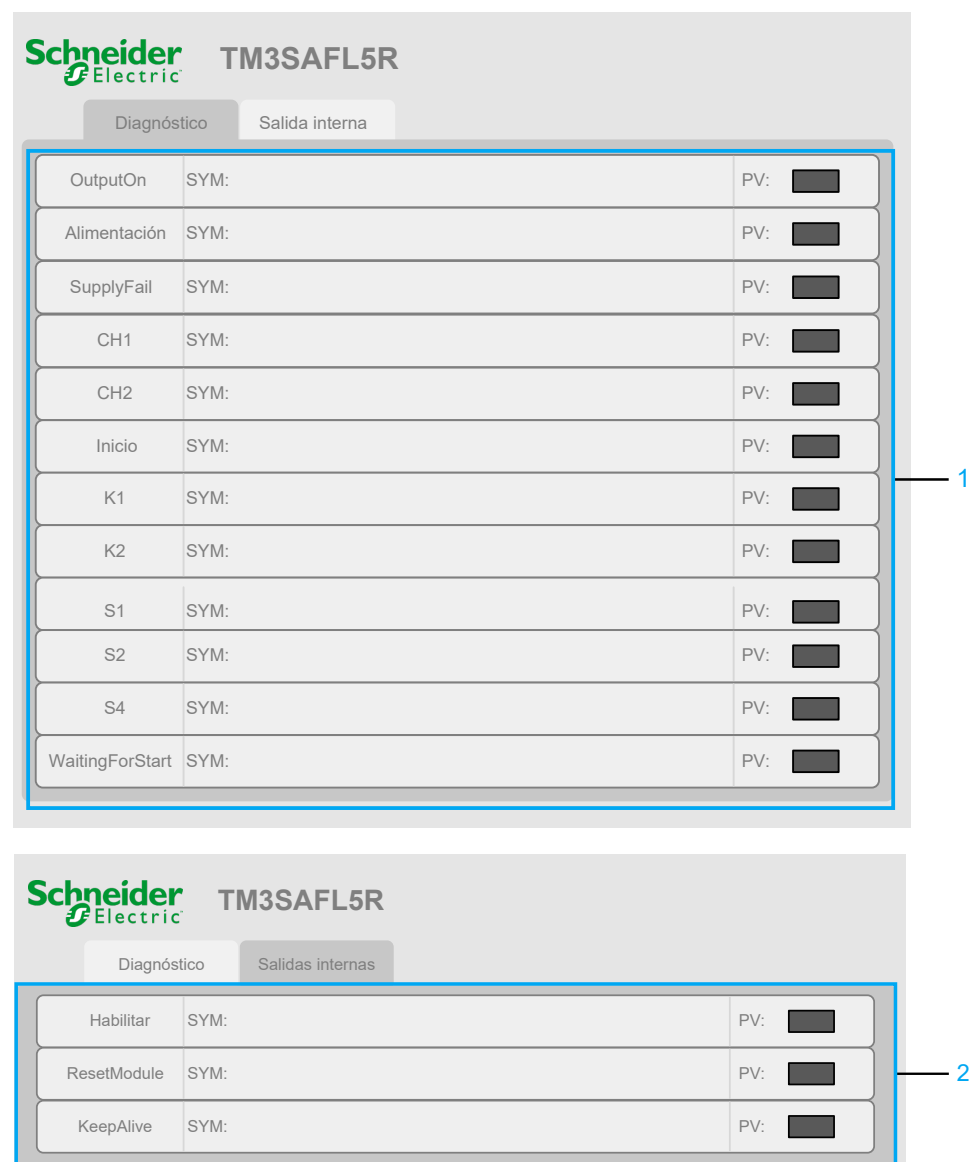 Schneider Electric TM3SAFL5R
Diagnóstico Salida interna
OutputOn SYM: PV:
Alimentación SYM: PV:
SupplyFail SYM: PV:
CH1 SYM: PV:
CH2 SYM: PV:
Inicio SYM: PV:
1
K1 SYM: PV:
K2 SYM: PV:
S1 SYM: PV:
S2 SYM: PV:
S4 SYM: PV:
WaitingForStart SYM: PV:
Schneider Electric TM3SAFL5R
Diagnóstico Salidas internas
Habilitar SYM: PV:
ResetModule SYM: PV: 2
KeepAlive SYM: PV: